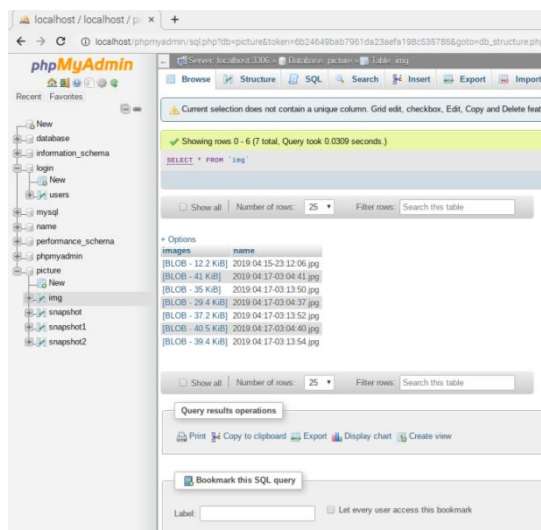 localhost / localhost / pi
localhost/phpmyadmin/sql.php?db=picture&token=6b24649bab7961da23aefa198c635786&goto=db_structure.php
phpMyAdmin
Recent Favorites
New
database
information_schema
login
New
users
mysql
name
performance_schema
phpmyadmin
picture
New
img
snapshot
snapshot1
snapshot2
Server: localhost:3306 » Database: picture » Table: img
Browse Structure SQL Search Insert Export Import
Current selection does not contain a unique column. Grid edit, checkbox, Edit, Copy and Delete feat
Showing rows 0 - 6 (7 total, Query took 0.0309 seconds.)
SELECT * FROM `img`
Show all Number of rows: 25 Filter rows: Search this table
+ Options
images name
[BLOB - 12.2 KiB] 2019:04:15-23 12:06.jpg
[BLOB - 41 KiB] 2019:04:17-03:04:41.jpg
[BLOB - 35 KiB] 2019:04:17-03 13:50.jpg
[BLOB - 29.4 KiB] 2019:04:17-03:04:37.jpg
[BLOB - 37.2 KiB] 2019:04:17-03 13:52.jpg
[BLOB - 40.5 KiB] 2019:04:17-03:04:40.jpg
[BLOB - 39.4 KiB] 2019:04:17-03 13:54.jpg
Show all Number of rows: 25 Filter rows: Search this table
Query results operations
Print Copy to clipboard Export Display chart Create view
Bookmark this SQL query
Label: Let every user access this bookmark